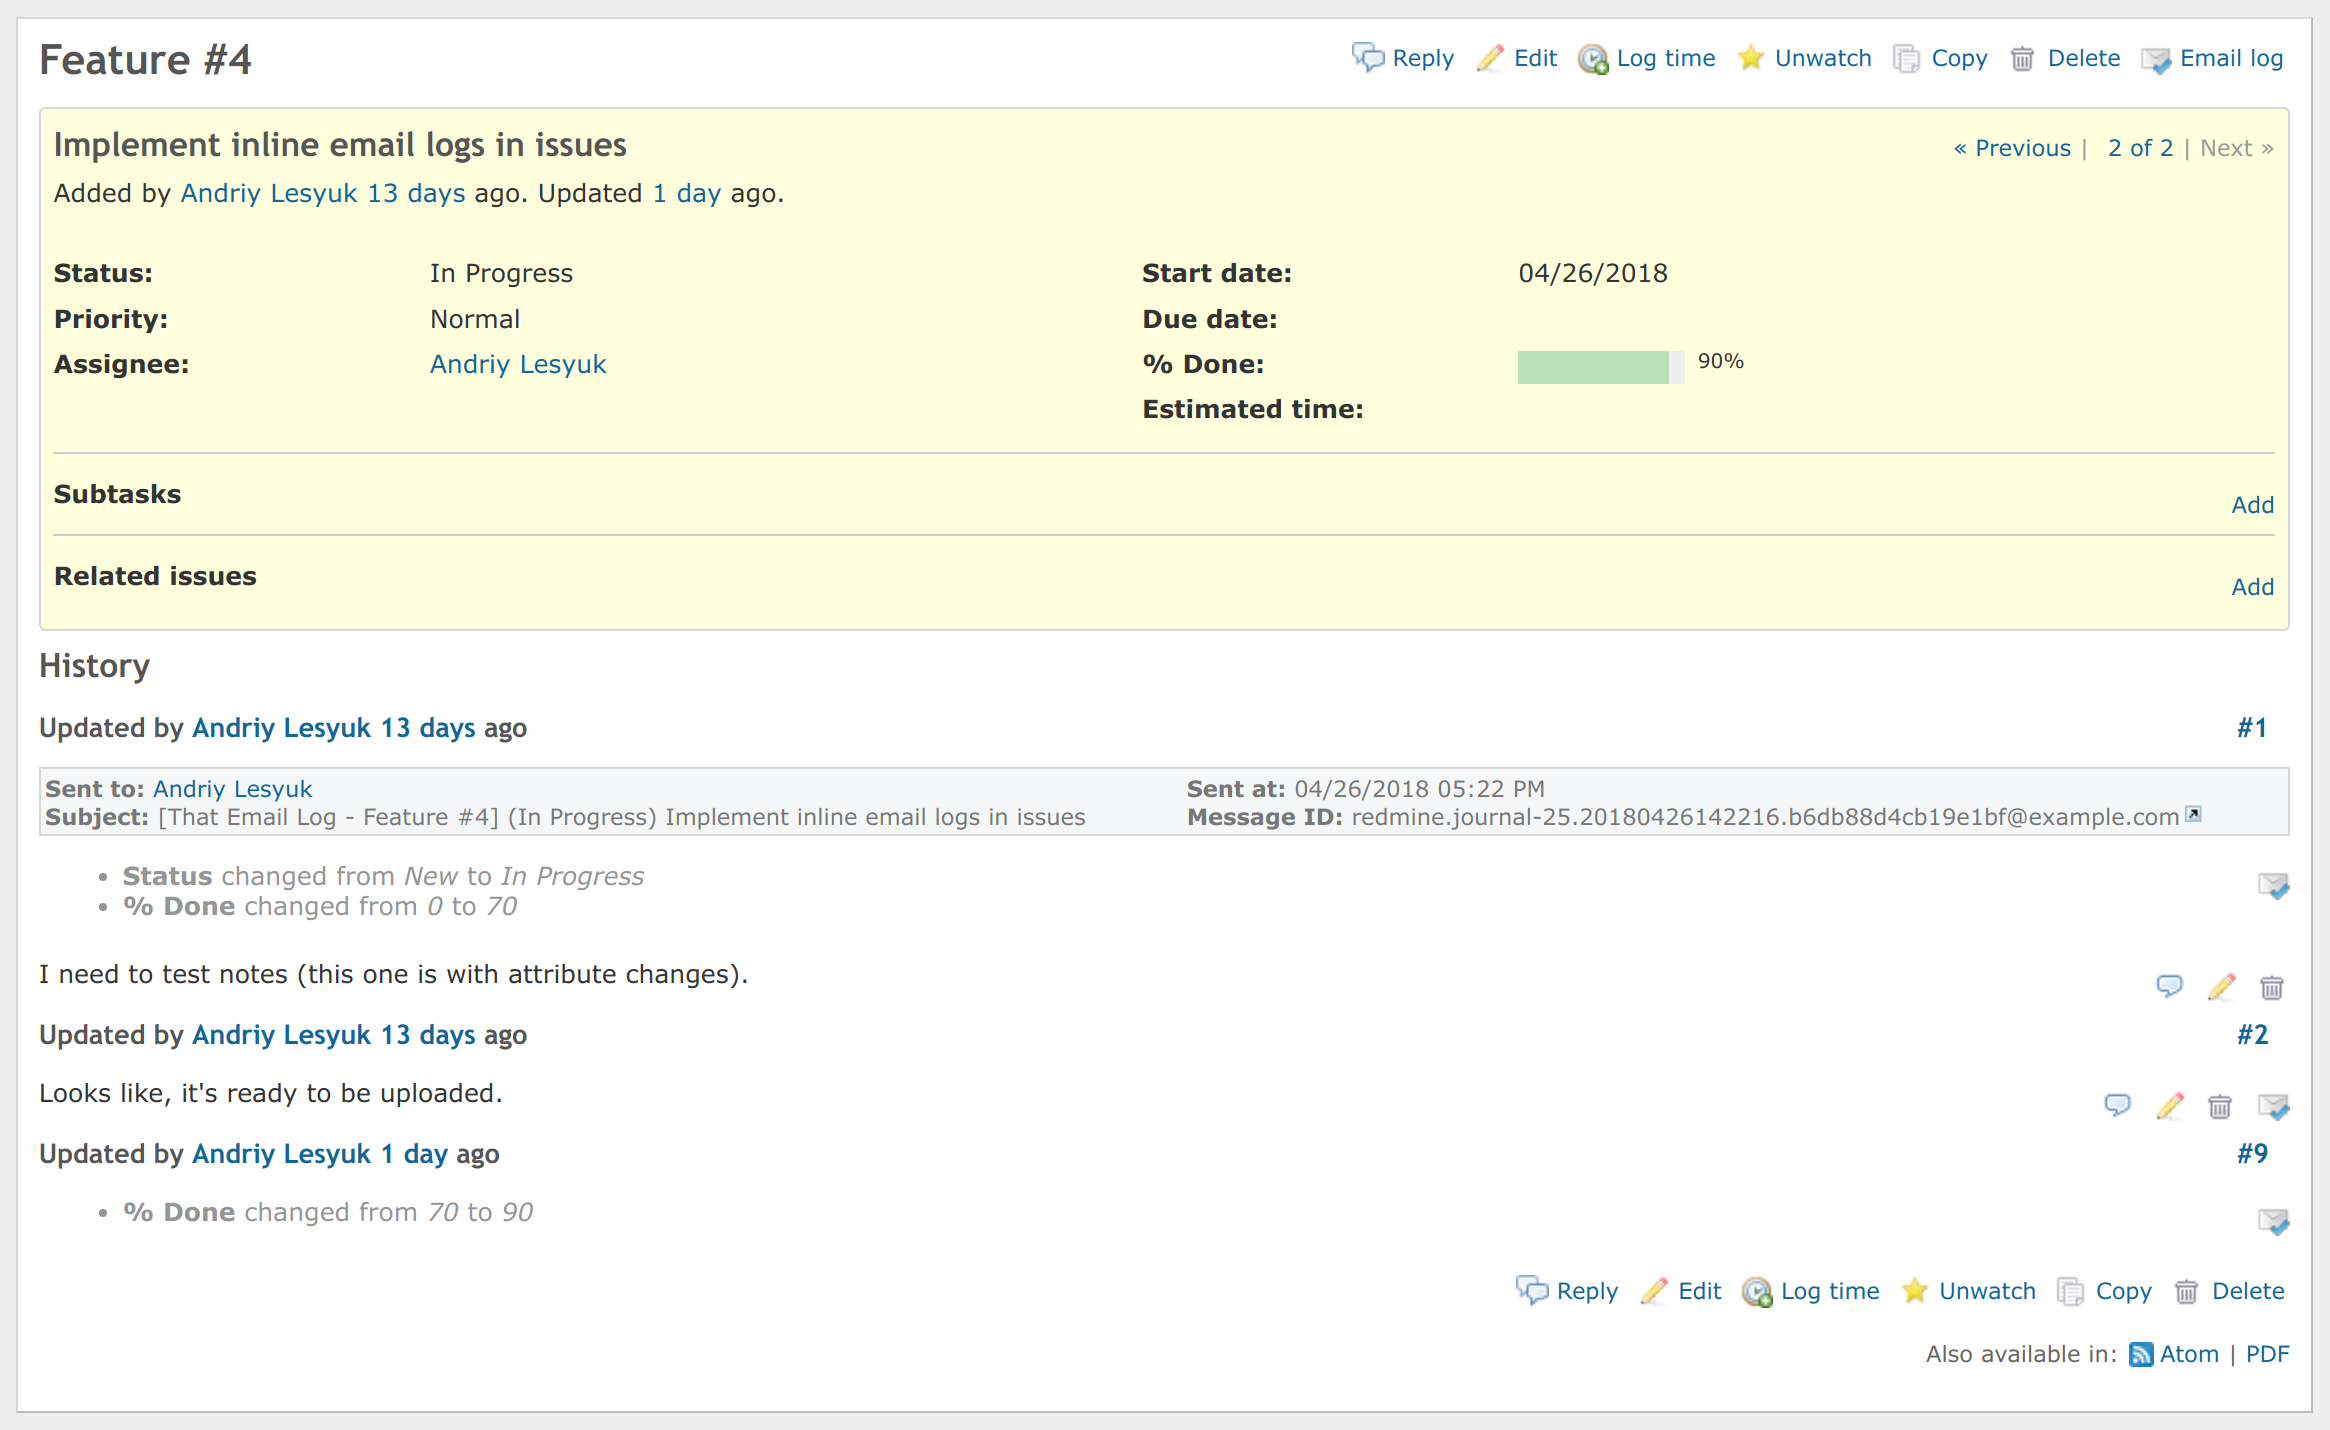 Feature #4
Reply Edit Log time Unwatch Copy Delete Email log
Implement inline email logs in issues
« Previous | 2 of 2 | Next »
Added by Andriy Lesyuk 13 days ago. Updated 1 day ago.
Status: In Progress Start date: 04/26/2018
Priority: Normal Due date:
Assignee: Andriy Lesyuk % Done: 90%
Estimated time:
Subtasks
Add
Related issues
Add
History
Updated by Andriy Lesyuk 13 days ago #1
Sent to: Andriy Lesyuk Sent at: 04/26/2018 05:22 PM
Subject: [That Email Log - Feature #4] (In Progress) Implement inline email logs in issues Message ID: redmine.journal-25.20180426142216.b6db88d4cb19e1bf@example.com
• Status changed from New to In Progress
• % Done changed from 0 to 70
I need to test notes (this one is with attribute changes).
Updated by Andriy Lesyuk 13 days ago #2
Looks like, it's ready to be uploaded.
Updated by Andriy Lesyuk 1 day ago #9
• % Done changed from 70 to 90
Reply Edit Log time Unwatch Copy Delete
Also available in: Atom | PDF